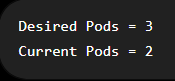 Desired Pods = 3
Current Pods = 2